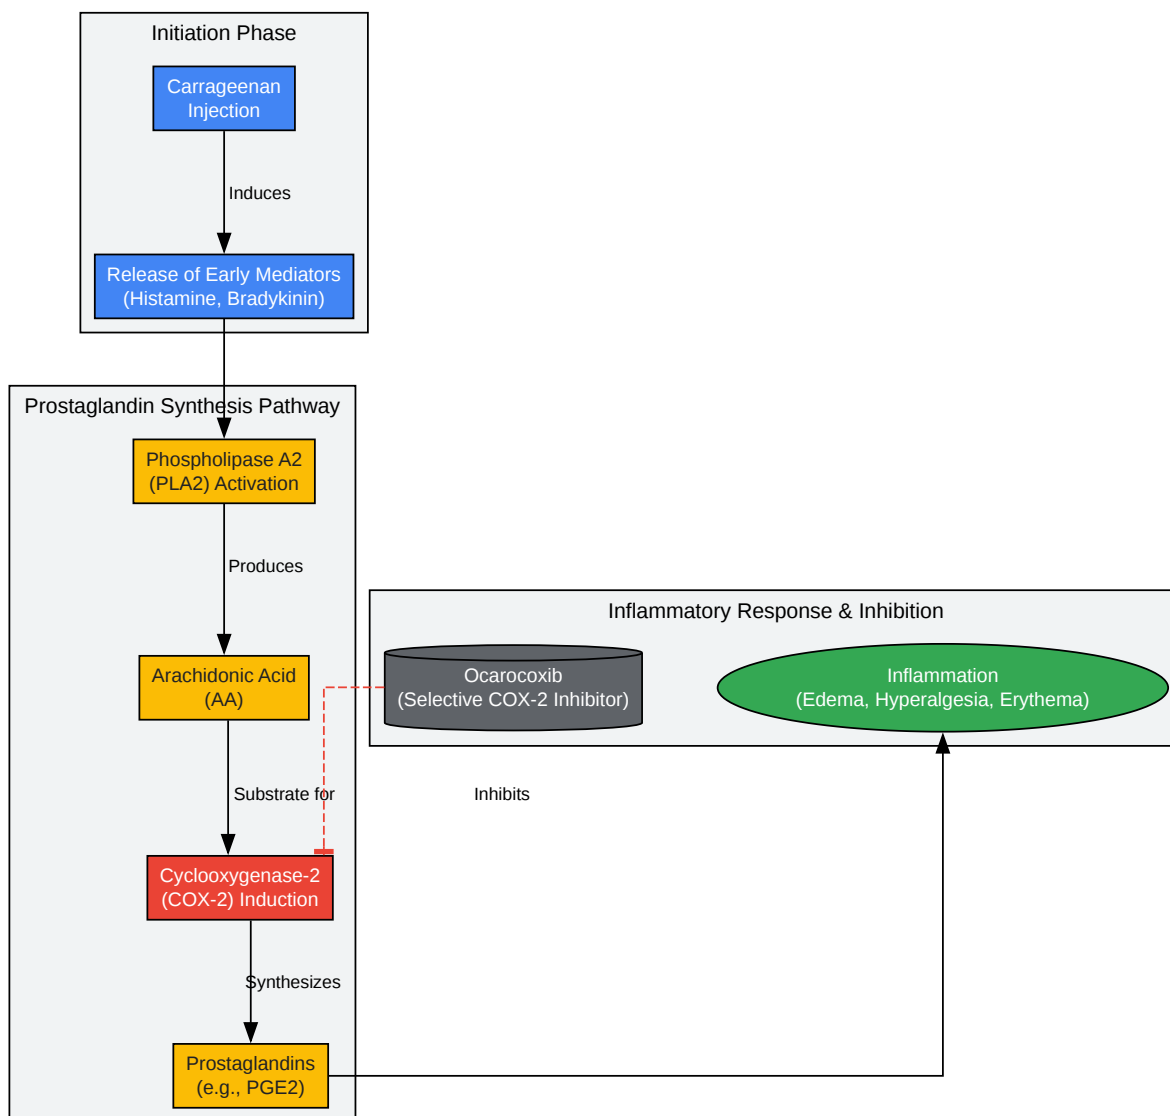 Initiation Phase
Carrageenan
Injection
Induces
Release of Early Mediators
(Histamine, Bradykinin)
Prostaglandin Synthesis Pathway
Phospholipase A2
(PLA2) Activation
Produces
Inflammatory Response & Inhibition
Arachidonic Acid
(AA)
Ocarocoxib
(Selective COX-2 Inhibitor)
Inflammation
(Edema, Hyperalgesia, Erythema)
Substrate for
Inhibits
Cyclooxygenase-2
(COX-2) Induction
Synthesizes
Prostaglandins
(e.g., PGE2)